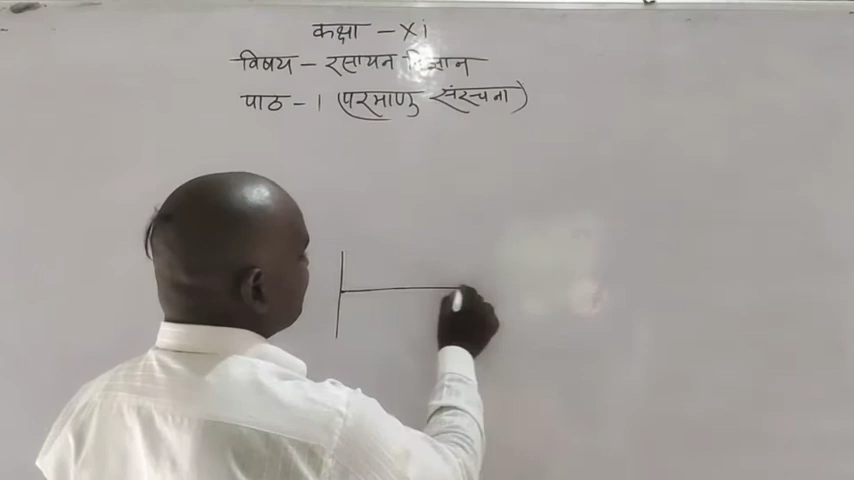 कक्षा - Xi
विषय - रसायन विज्ञान
पाठ - 1 (परमाणु संरचना)